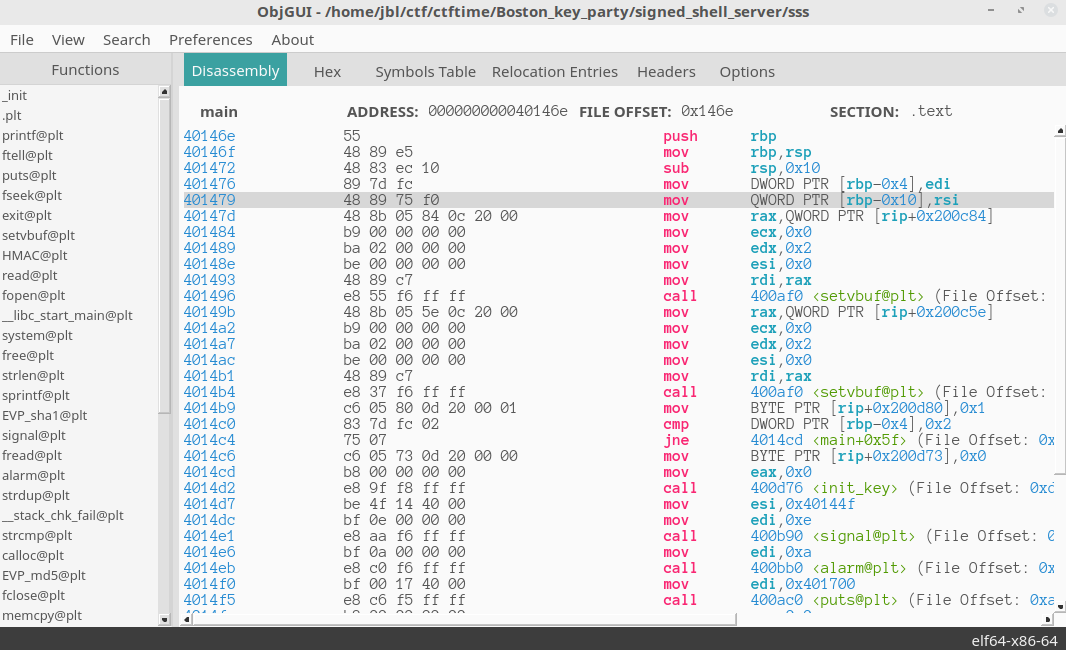 ObjGUI - /home/jbl/ctf/ctftime/Boston_key_party/signed_shell_server/sss
File View Search Preferences About
Functions
Disassembly Hex Symbols Table Relocation Entries Headers Options
_init
.plt
printf@plt
ftell@plt
puts@plt
fseek@plt
exit@plt
setvbuf@plt
HMAC@plt
read@plt
fopen@plt
__libc_start_main@plt
system@plt
free@plt
strlen@plt
sprintf@plt
EVP_sha1@plt
signal@plt
fread@plt
alarm@plt
strdup@plt
__stack_chk_fail@plt
strcmp@plt
calloc@plt
EVP_md5@plt
fclose@plt
memcpy@plt
main ADDRESS: 000000000040146e FILE OFFSET: 0x146e SECTION: .text
40146e 55 push rbp
40146f 48 89 e5 mov rbp,rsp
401472 48 83 ec 10 sub rsp,0x10
401476 89 7d fc mov DWORD PTR [rbp-0x4],edi
401479 48 89 75 f0 mov QWORD PTR [rbp-0x10],rsi
40147d 48 8b 05 84 0c 20 00 mov rax,QWORD PTR [rip+0x200c84]
401484 b9 00 00 00 00 mov ecx,0x0
401489 ba 02 00 00 00 mov edx,0x2
40148e be 00 00 00 00 mov esi,0x0
401493 48 89 c7 mov rdi,rax
401496 e8 55 f6 ff ff call 400af0 <setvbuf@plt> (File Offset:
40149b 48 8b 05 5e 0c 20 00 mov rax,QWORD PTR [rip+0x200c5e]
4014a2 b9 00 00 00 00 mov ecx,0x0
4014a7 ba 02 00 00 00 mov edx,0x2
4014ac be 00 00 00 00 mov esi,0x0
4014b1 48 89 c7 mov rdi,rax
4014b4 e8 37 f6 ff ff call 400af0 <setvbuf@plt> (File Offset:
4014b9 c6 05 80 0d 20 00 01 mov BYTE PTR [rip+0x200d80],0x1
4014c0 83 7d fc 02 cmp DWORD PTR [rbp-0x4],0x2
4014c4 75 07 jne 4014cd <main+0x5f> (File Offset: 0x
4014c6 c6 05 73 0d 20 00 00 mov BYTE PTR [rip+0x200d73],0x0
4014cd b8 00 00 00 00 mov eax,0x0
4014d2 e8 9f f8 ff ff call 400d76 <init_key> (File Offset: 0xd
4014d7 be 4f 14 40 00 mov esi,0x40144f
4014dc bf 0e 00 00 00 mov edi,0xe
4014e1 e8 aa f6 ff ff call 400b90 <signal@plt> (File Offset: 0
4014e6 bf 0a 00 00 00 mov edi,0xa
4014eb e8 c0 f6 ff ff call 400bb0 <alarm@plt> (File Offset: 0x
4014f0 bf 00 17 40 00 mov edi,0x401700
4014f5 e8 c6 f5 ff ff call 400ac0 <puts@plt> (File Offset: 0xa
elf64-x86-64